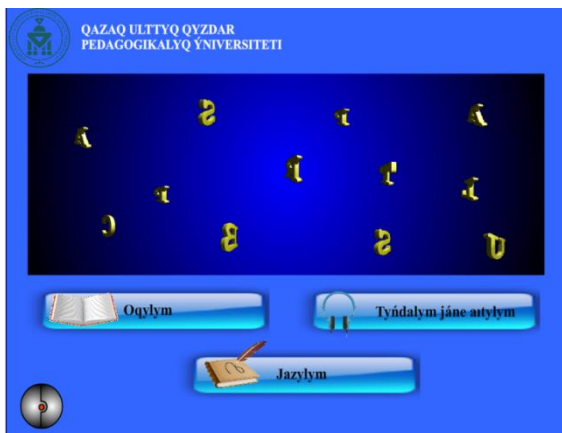 QAZAQ ULTTYQ QYZDAR
PEDAGOGIKALYQ ÝNIVERSITETI
Oqylym
Tyńdalym jáne aıtylym
Jazylym